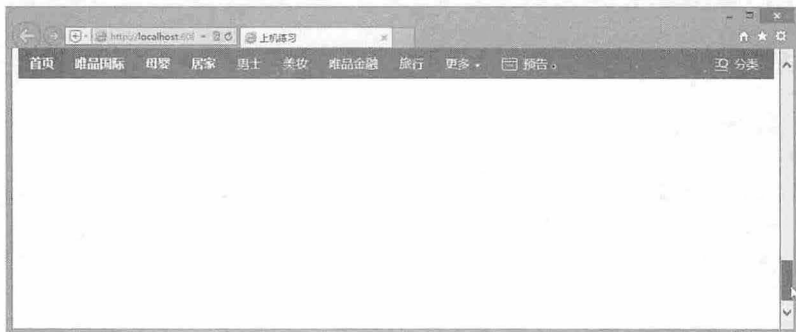 http://localhost:60 上机练习
首页 唯品国际 母婴 居家 男士 美妆 唯品金融 旅行 更多 预告 分类